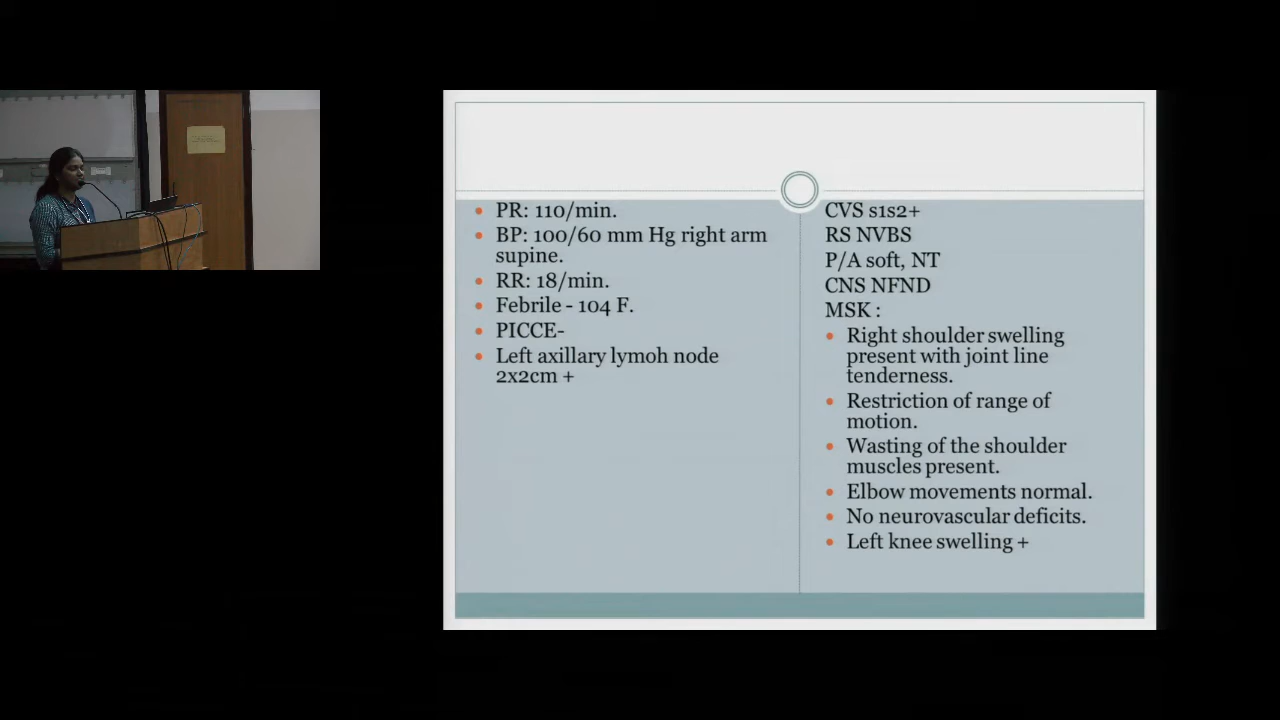 PR: 110/min.
BP: 100/60 mm Hg right arm
supine.
RR: 18/min.
Febrile - 104 F.
PICCE-
Left axillary lymoh node
2x2cm +
CVS s1s2+
RS NVBS
P/A soft, NT
CNS NFND
MSK :
Right shoulder swelling
present with joint line
tenderness.
Restriction of range of
motion.
Wasting of the shoulder
muscles present.
Elbow movements normal.
No neurovascular deficits.
Left knee swelling +